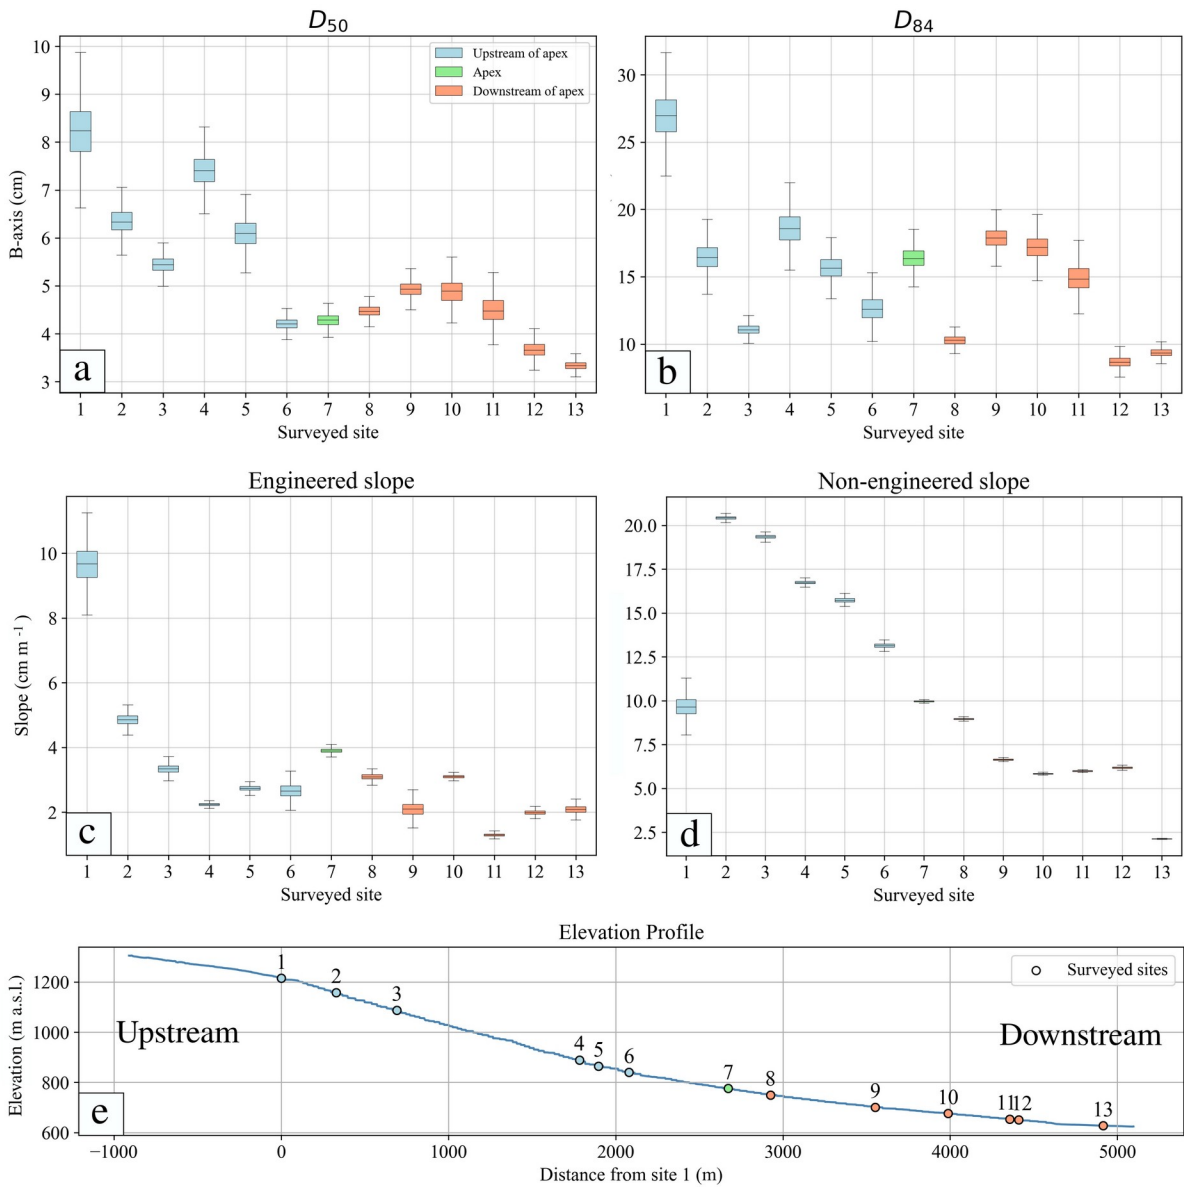 D50
D84
10
9
8
7
6
5
4
3
B-axis (cm)
Upstream of apex
Apex
Downstream of apex
a
1 2 3 4 5 6 7 8 9 10 11 12 13
Surveyed site
30
25
20
15
10
b
1 2 3 4 5 6 7 8 9 10 11 12 13
Surveyed site
Engineered slope
10
8
6
4
2
Slope (cm m -1 )
c
1 2 3 4 5 6 7 8 9 10 11 12 13
Surveyed site
Non-engineered slope
20.0
17.5
15.0
12.5
10.0
7.5
5.0
2.5
d
1 2 3 4 5 6 7 8 9 10 11 12 13
Surveyed site
Elevation Profile
1200
1000
800
600
Elevation (m a.s.l.)
Surveyed sites
Upstream
Downstream
1 2 3 4 5 6 7 8 9 10 11 12 13
e
−1000 0 1000 2000 3000 4000 5000
Distance from site 1 (m)